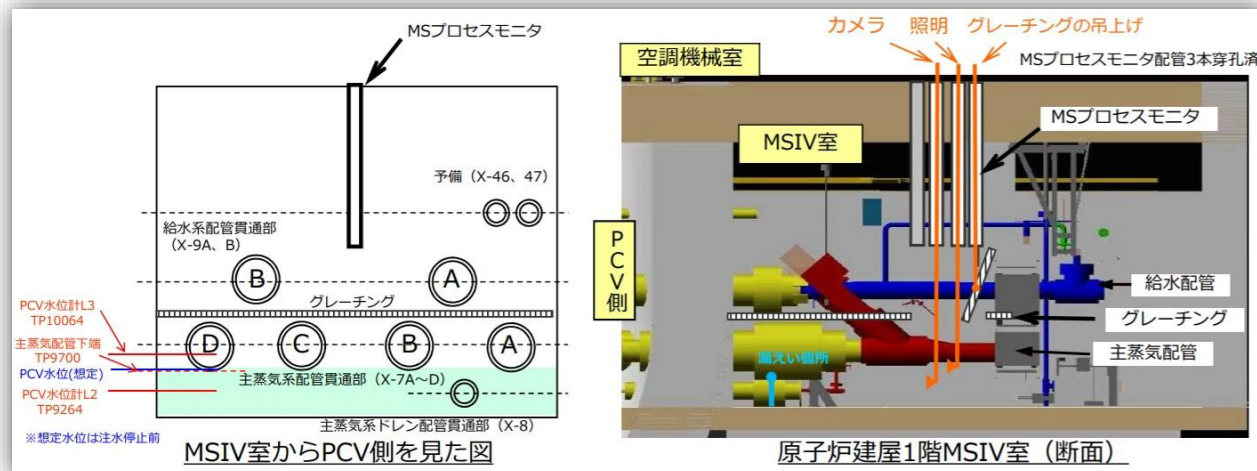 MSプロセスモニタ
予備（X-46、47）
給水系配管貫通部
（X-9A、B）
B
A
グレーチング
PCV水位計L3
TP10064
主蒸気配管下端
TP9700
PCV水位(想定)
PCV水位計L2
TP9264
D
C
B
A
主蒸気系配管貫通部（X-7A～D）
主蒸気系ドレン配管貫通部（X-8）
※想定水位は注水停止前
MSIV室からPCV側を見た図
カメラ
照明
グレーチングの吊上げ
空調機械室
MSプロセスモニタ配管3本穿孔済
MSプロセスモニタ
MSIV室
PCV側
給水配管
グレーチング
主蒸気配管
漏えい個所
原子炉建屋1階MSIV室（断面）